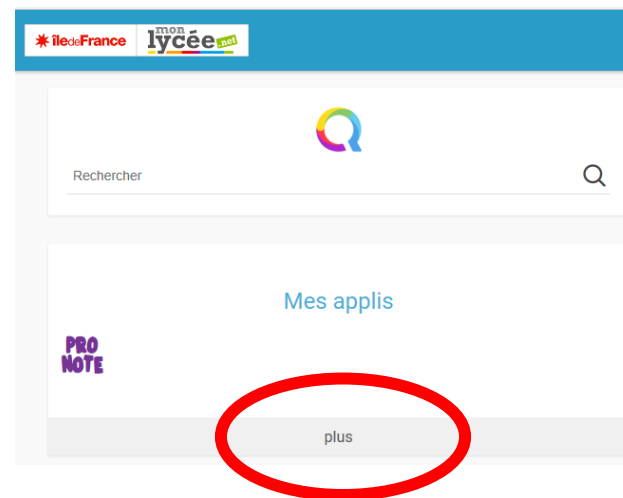 îledeFrance
mon
lycée.net
Rechercher
Mes applis
PRO
NOTE
plus